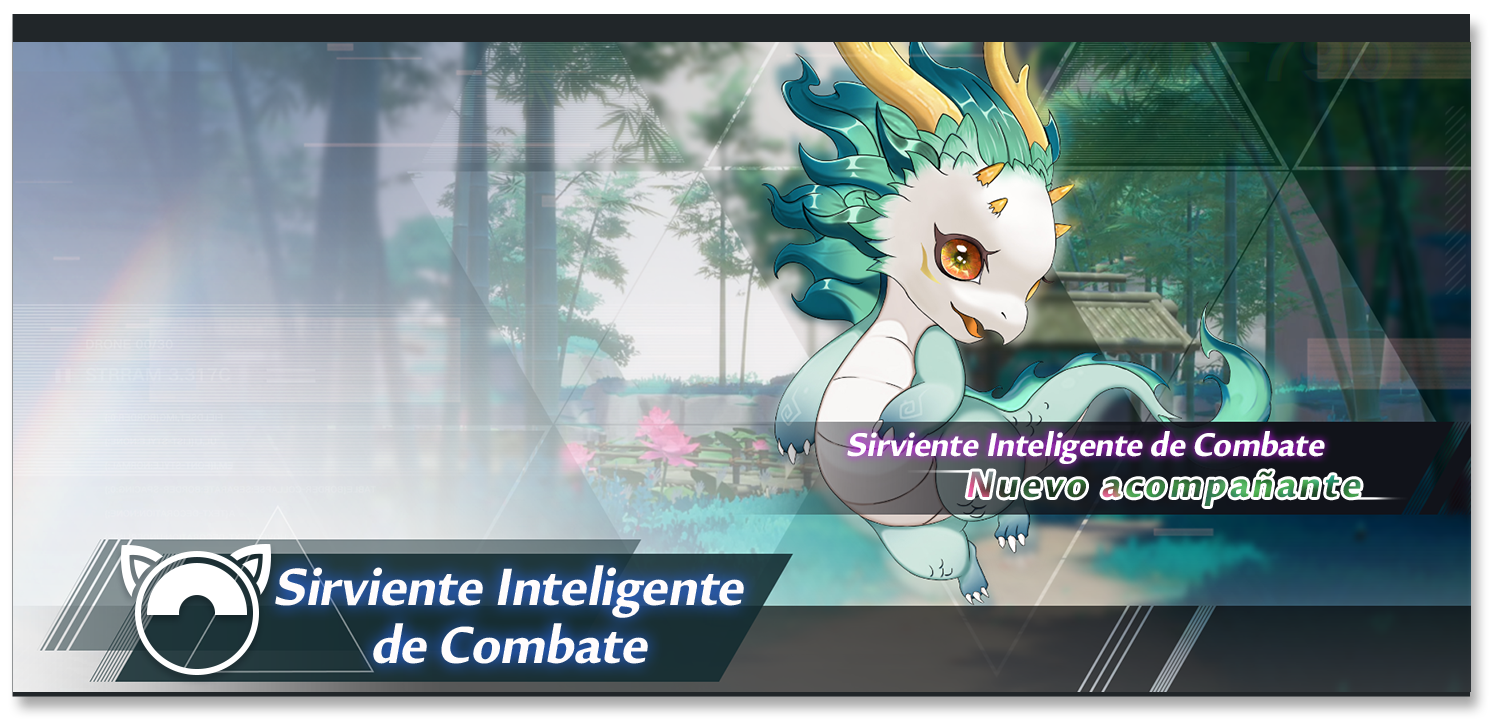 Sirviente Inteligente de Combate
Nuevo acompañante
Sirviente Inteligente
de Combate